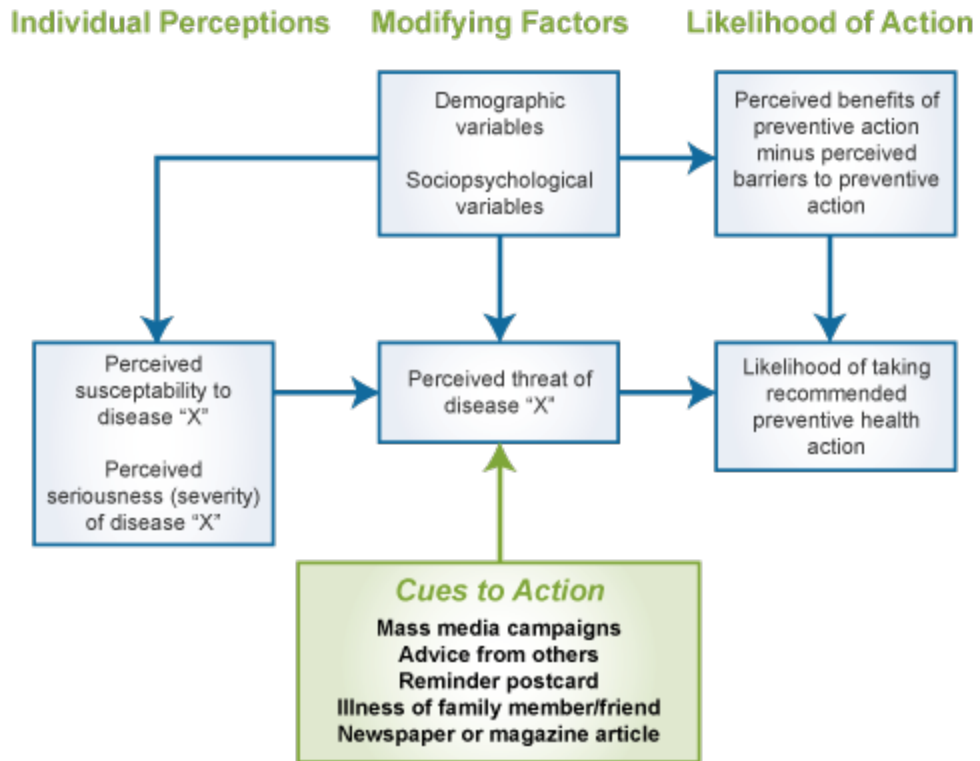 Individual Perceptions
Modifying Factors
Likelihood of Action
Demographic
variables
Sociopsychological
variables
Perceived benefits of
preventive action
minus perceived
barriers to preventive
action
Perceived
susceptability to
disease “X”
Perceived
seriousness (severity)
of disease “X”
Perceived threat of
disease “X”
Likelihood of taking
recommended
preventive health
action
Cues to Action
Mass media campaigns
Advice from others
Reminder postcard
Illness of family member/friend
Newspaper or magazine article